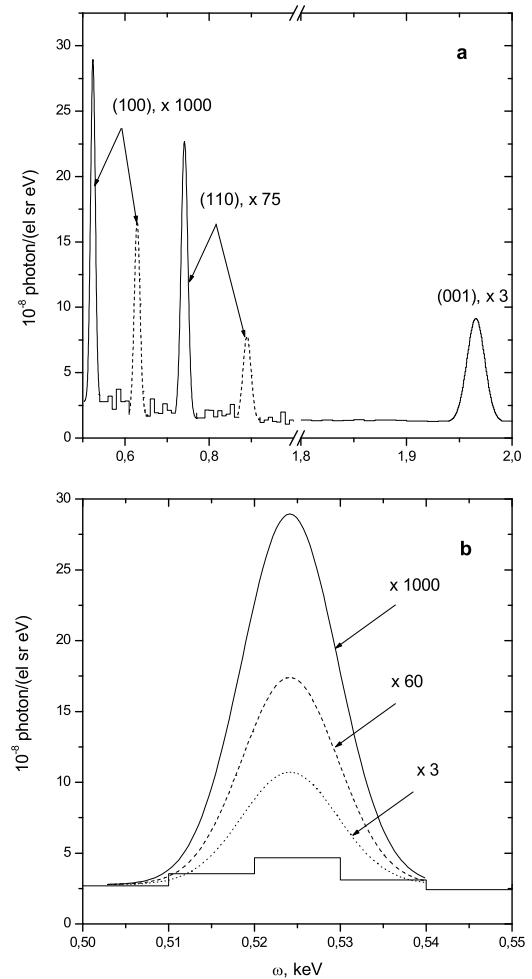 a
30
25
20
15
10
5
0
10⁻⁸ photon/(el sr eV)
(100), x 1000
(110), x 75
(001), x 3
0,6
0,8
1,8
1,9
2,0
b
30
25
20
15
10
5
0
10⁻⁸ photon/(el sr eV)
x 1000
x 60
x 3
0,50
0,51
0,52
0,53
0,54
0,55
ω, keV